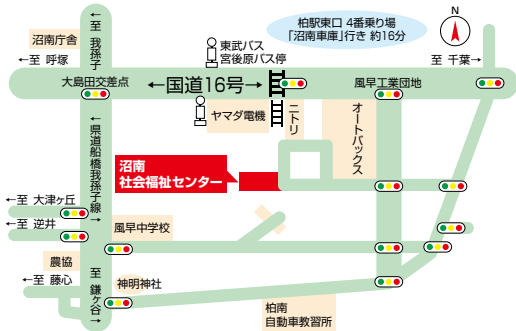 柏駅東口 4番乗り場
「沼南車庫」行き 約16分
N
←至 我孫子
沼南庁舎
←至 呼塚
東武バス
宮後原バス停
至 千葉→
大島田交差点
←国道16号→
風早工業団地
ヤマダ電機
ニトリ
オートバックス
←県道船橋我孫子線
沼南
社会福祉センター
←至 大津ヶ丘
←至 逆井
風早中学校
農協
←至 藤心
至 鎌ヶ谷→
神明神社
柏南
自動車教習所